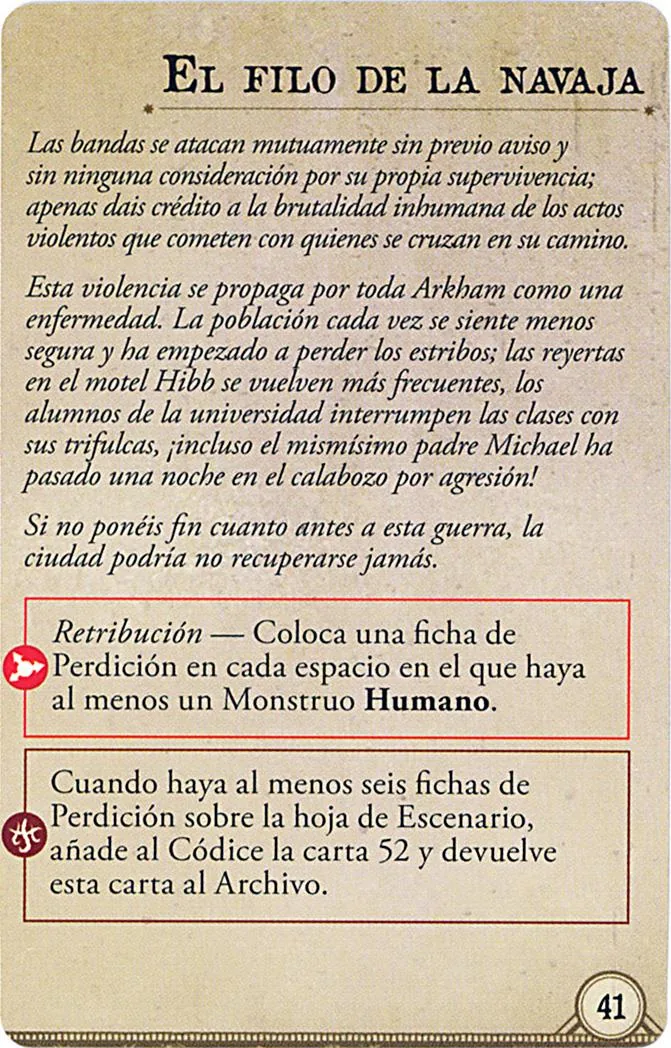 El filo de la navaja
Las bandas se atacan mutuamente sin previo aviso y
sin ninguna consideración por su propia supervivencia;
apenas dais crédito a la brutalidad inhumana de los actos
violentos que cometen con quienes se cruzan en su camino.
Esta violencia se propaga por toda Arkham como una
enfermedad. La población cada vez se siente menos
segura y ha empezado a perder los estribos; las reyertas
en el motel Hibb se vuelven más frecuentes, los
alumnos de la universidad interrumpen las clases con
sus trifulcas, ¡incluso el mismísimo padre Michael ha
pasado una noche en el calabozo por agresión!
Si no ponéis fin cuanto antes a esta guerra, la
ciudad podría no recuperarse jamás.
Retribución — Coloca una ficha de
Perdición en cada espacio en el que haya
al menos un Monstruo Humano.
Cuando haya al menos seis fichas de
Perdición sobre la hoja de Escenario,
añade al Códice la carta 52 y devuelve
esta carta al Archivo.
41